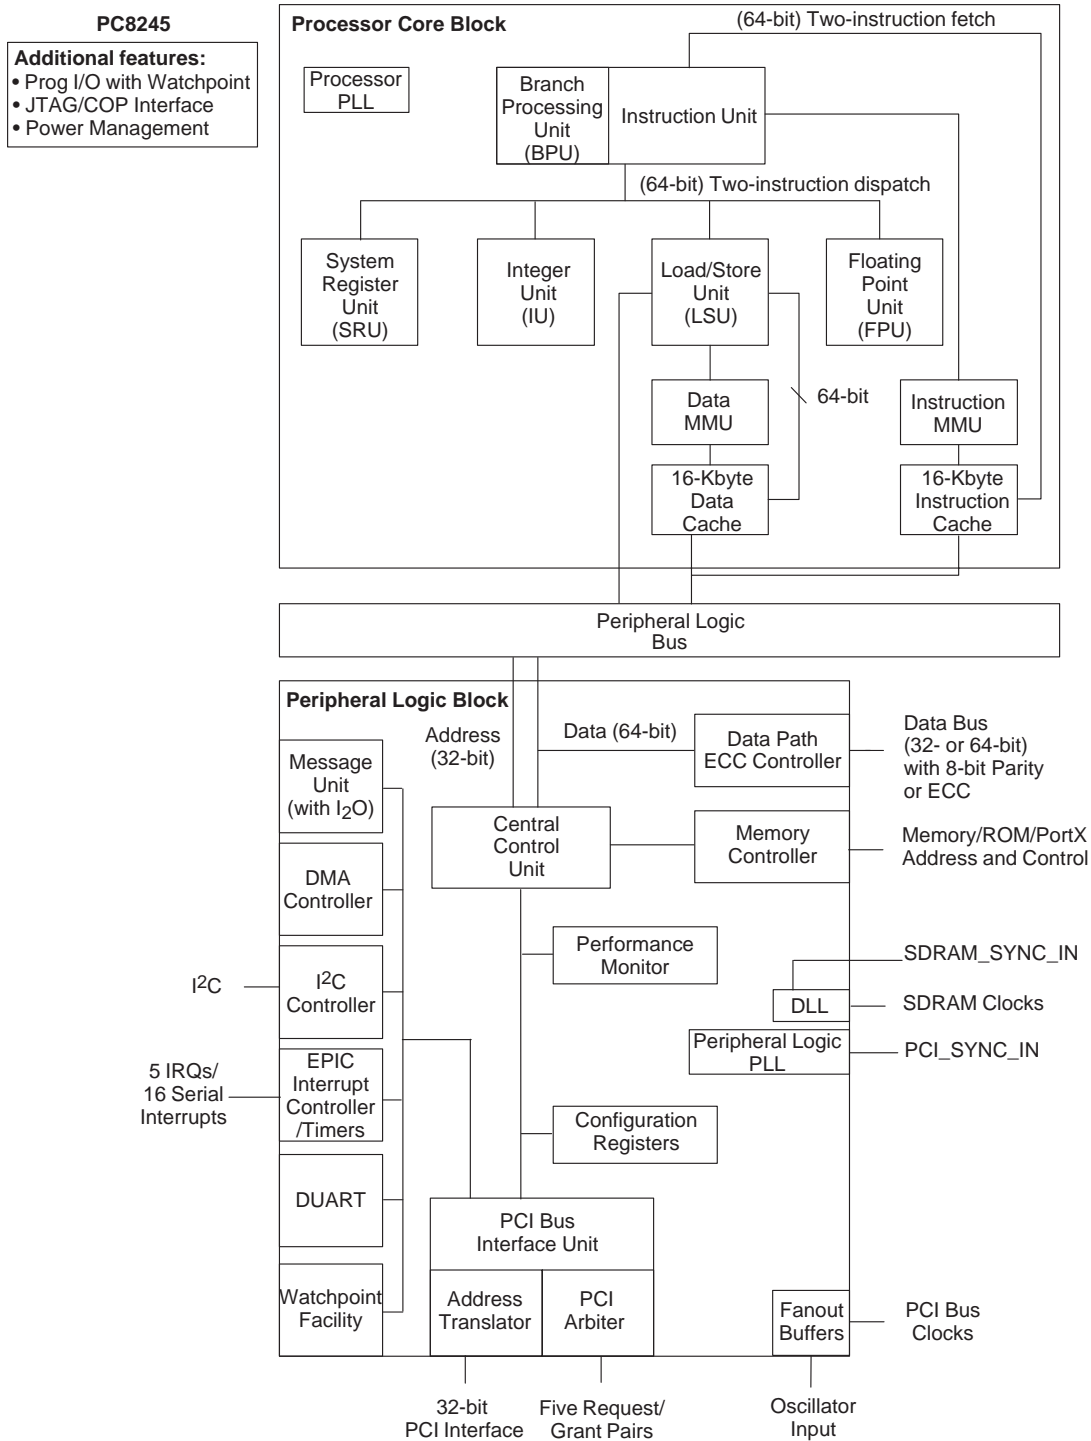 PC8245
Additional features:
• Prog I/O with Watchpoint
• JTAG/COP Interface
• Power Management
Processor Core Block
(64-bit) Two-instruction fetch
Processor
PLL
Branch
Processing
Unit
(BPU)
Instruction Unit
(64-bit) Two-instruction dispatch
System
Register
Unit
(SRU)
Integer
Unit
(IU)
Load/Store
Unit
(LSU)
Floating
Point
Unit
(FPU)
Data
MMU
64-bit
Instruction
MMU
16-Kbyte
Data
Cache
16-Kbyte
Instruction
Cache
Peripheral Logic
Bus
Peripheral Logic Block
Address
(32-bit)
Data (64-bit)
Data Path
ECC Controller
Data Bus
(32- or 64-bit)
with 8-bit Parity
or ECC
Message
Unit
(with I2O)
Central
Control
Unit
Memory
Controller
Memory/ROM/PortX
Address and Control
DMA
Controller
Performance
Monitor
SDRAM_SYNC_IN
I2C
I2C
Controller
DLL
SDRAM Clocks
Peripheral Logic
PLL
PCI_SYNC_IN
5 IRQs/
16 Serial
Interrupts
EPIC
Interrupt
Controller
/Timers
Configuration
Registers
DUART
PCI Bus
Interface Unit
Watchpoint
Facility
Address
Translator
PCI
Arbiter
Fanout
Buffers
PCI Bus
Clocks
32-bit
PCI Interface
Five Request/
Grant Pairs
Oscillator
Input